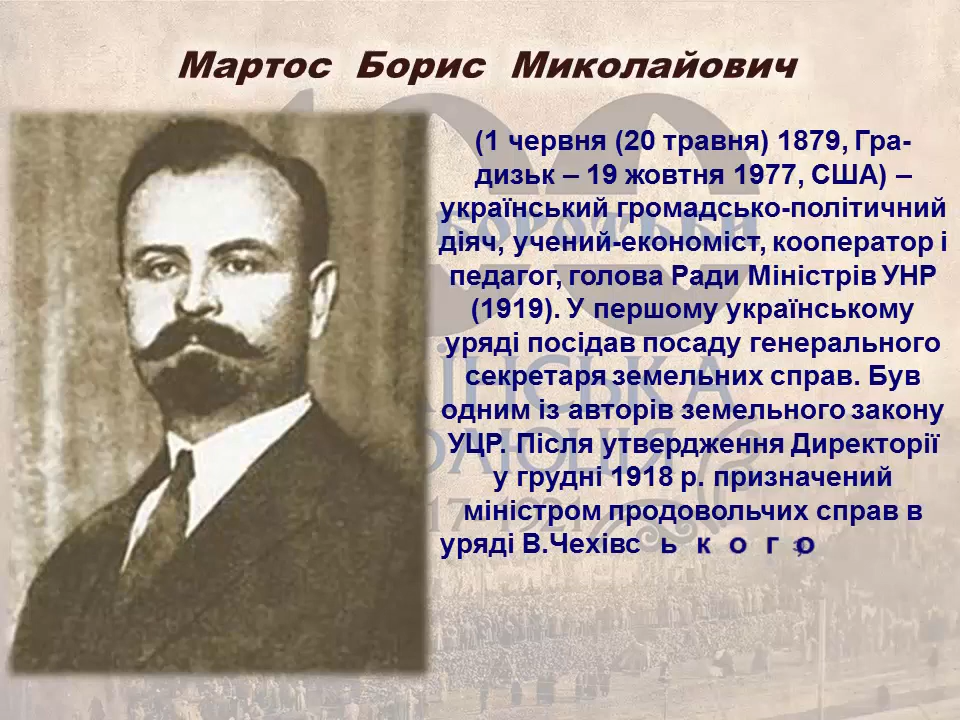 Мартос Борис Миколайович
(1 червня (20 травня) 1879, Гра-
дизьк – 19 жовтня 1977, США) –
український громадсько-політичний
діяч, учений-економіст, кооператор і
педагог, голова Ради Міністрів УНР
(1919). У першому українському
уряді посідав посаду генерального
секретаря земельних справ. Був
одним із авторів земельного закону
УЦР. Після утвердження Директорії
у грудні 1918 р. призначений
міністром продовольчих справ в
уряді В.Чехівс ь к о г о